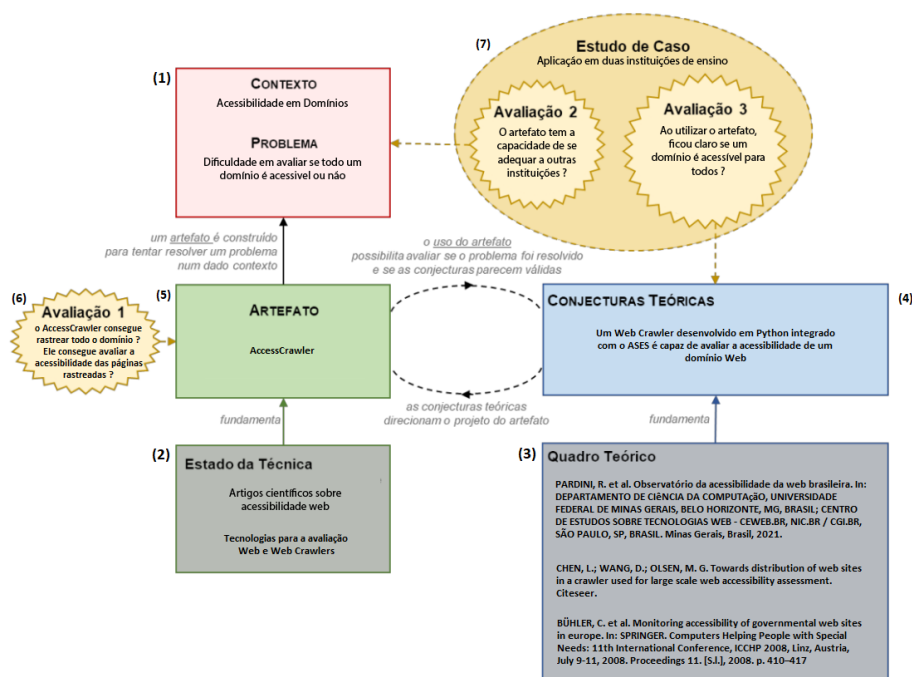 (1)
CONTEXTO
Acessibilidade em Domínios
PROBLEMA
Dificuldade em avaliar se todo um
domínio é acessivel ou não
(7)
Estudo de Caso
Aplicação em duas instituições de ensino
Avaliação 2
O artefato tem a
capacidade de se
adequar a outras
instituições ?
Avaliação 3
Ao utilizar o artefato,
ficou claro se um
domínio é acessível para
todos ?
um artefato é construído
para tentar resolver um problema
num dado contexto
o uso do artefato
possibilita avaliar se o problema foi resolvido
e se as conjecturas parecem válidas
(6)
Avaliação 1
o AccessCrawler consegue
rastrear todo o domínio ?
Ele consegue avaliar a
acessibilidade das páginas
rastreadas ?
(5)
ARTEFATO
AccessCrawler
(4)
CONJECTURAS TEÓRICAS
Um Web Crawler desenvolvido em Python integrado
com o ASES é capaz de avaliar a acessibilidade de um
domínio Web
as conjecturas teóricas
direcionam o projeto do artefato
fundamenta
fundamenta
(2)
Estado da Técnica
Artigos científicos sobre
acessibilidade web
Tecnologias para a avaliação
Web e Web Crawlers
(3)
Quadro Teórico
PARDINI, R. et al. Observatório da acessibilidade da web brasileira. In:
DEPARTAMENTO DE CIêNCIA DA COMPUTAçãO, UNIVERSIDADE
FEDERAL DE MINAS GERAIS, BELO HORIZONTE, MG, BRASIL; CENTRO
DE ESTUDOS SOBRE TECNOLOGIAS WEB - CEWEB.BR, NIC.BR / CGI.BR,
SÃO PAULO, SP, BRASIL. Minas Gerais, Brasil, 2021.
CHEN, L.; WANG, D.; OLSEN, M. G. Towards distribution of web sites
in a crawler used for large scale web accessibility assessment.
Citeseer.
BÜHLER, C. et al. Monitoring accessibility of governmental web sites
in europe. In: SPRINGER. Computers Helping People with Special
Needs: 11th International Conference, ICCHP 2008, Linz, Austria,
July 9-11, 2008. Proceedings 11. [S.l.], 2008. p. 410–417